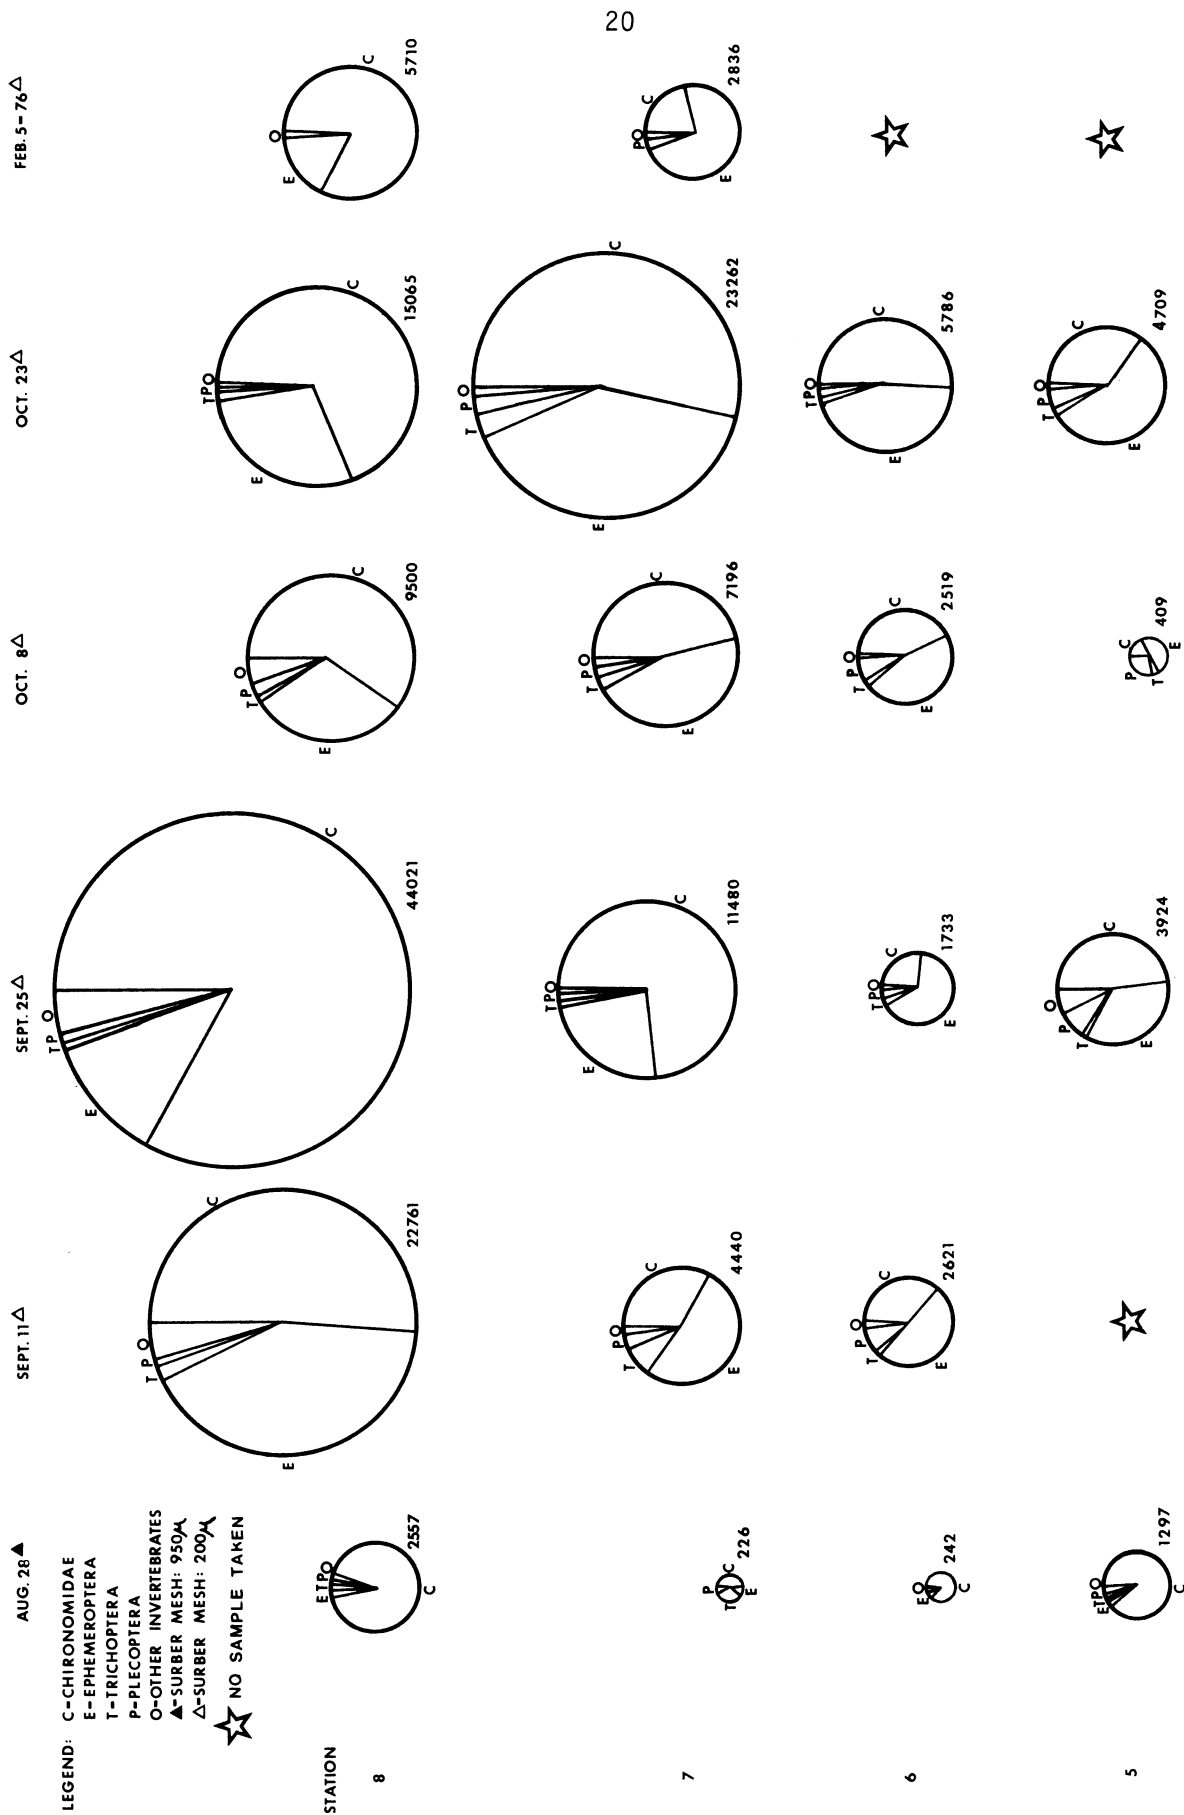 20
LEGEND: C-CHIRONOMIDAE
E-EPHEMEROPTERA
T-TRICHOPTERA
P-PLECOPTERA
O-OTHER INVERTEBRATES
▲-SURBER MESH: 950µ
△-SURBER MESH: 200µ
☆ NO SAMPLE TAKEN
AUG. 28▲ SEPT. 11△ SEPT. 25△ OCT. 8△ OCT. 23△ FEB. 5-76△
STATION
8
E T P O C
2557
T P O C E
22761
E T P O C
44021
E T P O C
9500
E T P O C
15065
E O C
5710
7
T P C E
226
T P O C E
4440
E T P O C
11480
E T P O C
7196
E T P O C
23262
P O C E
2836
6
E O C
242
T P O C E
2621
T P O C E
1733
E T P O C
2519
E T P O C
5786
☆
5
E T P O C
1297
☆
E T P O C
3924
P C T E
409
E T P O C
4709
☆